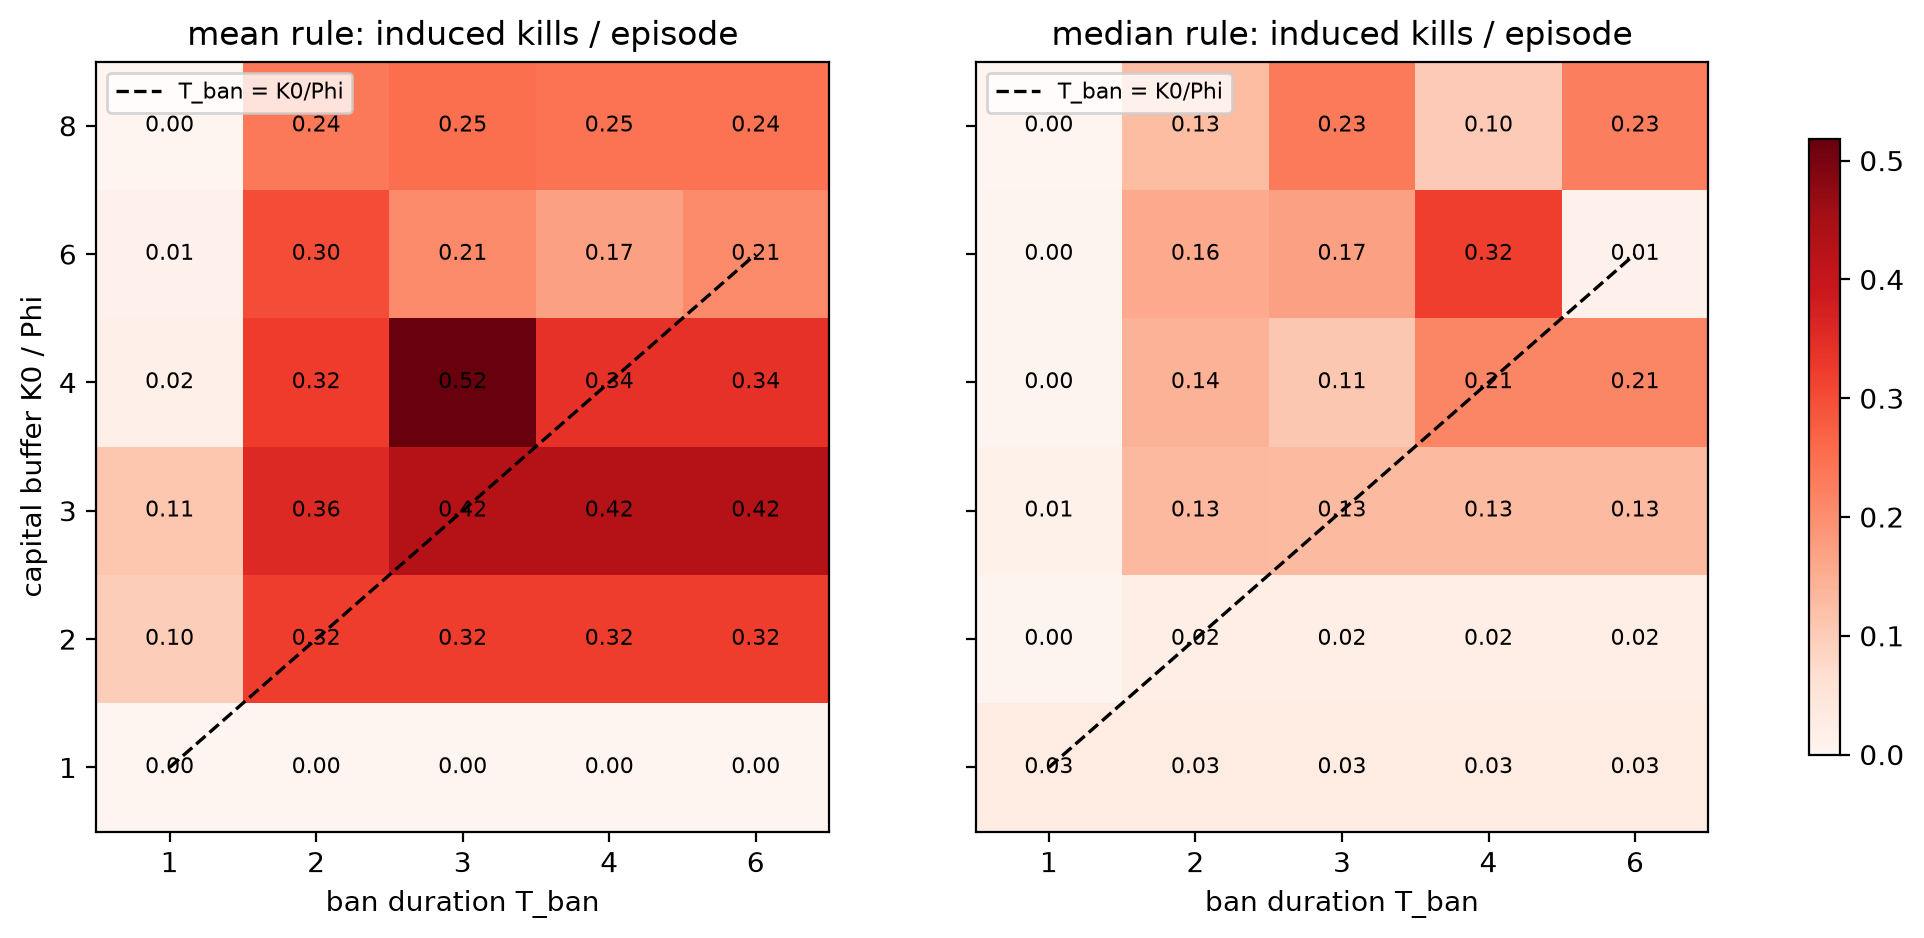 mean rule: induced kills / episode
median rule: induced kills / episode
T_ban = K0/Phi
T_ban = K0/Phi
capital buffer K0 / Phi
8
0.00 0.24 0.25 0.25 0.24
0.00 0.13 0.23 0.10 0.23
6
0.01 0.30 0.21 0.17 0.21
0.00 0.16 0.17 0.32 0.01
4
0.02 0.32 0.52 0.34 0.34
0.00 0.14 0.11 0.21 0.21
3
0.11 0.36 0.42 0.42 0.42
0.01 0.13 0.13 0.13 0.13
2
0.10 0.32 0.32 0.32 0.32
0.00 0.02 0.02 0.02 0.02
1
0.00 0.00 0.00 0.00 0.00
0.03 0.03 0.03 0.03 0.03
1 2 3 4 6
1 2 3 4 6
ban duration T_ban
ban duration T_ban
0.5
0.4
0.3
0.2
0.1
0.0